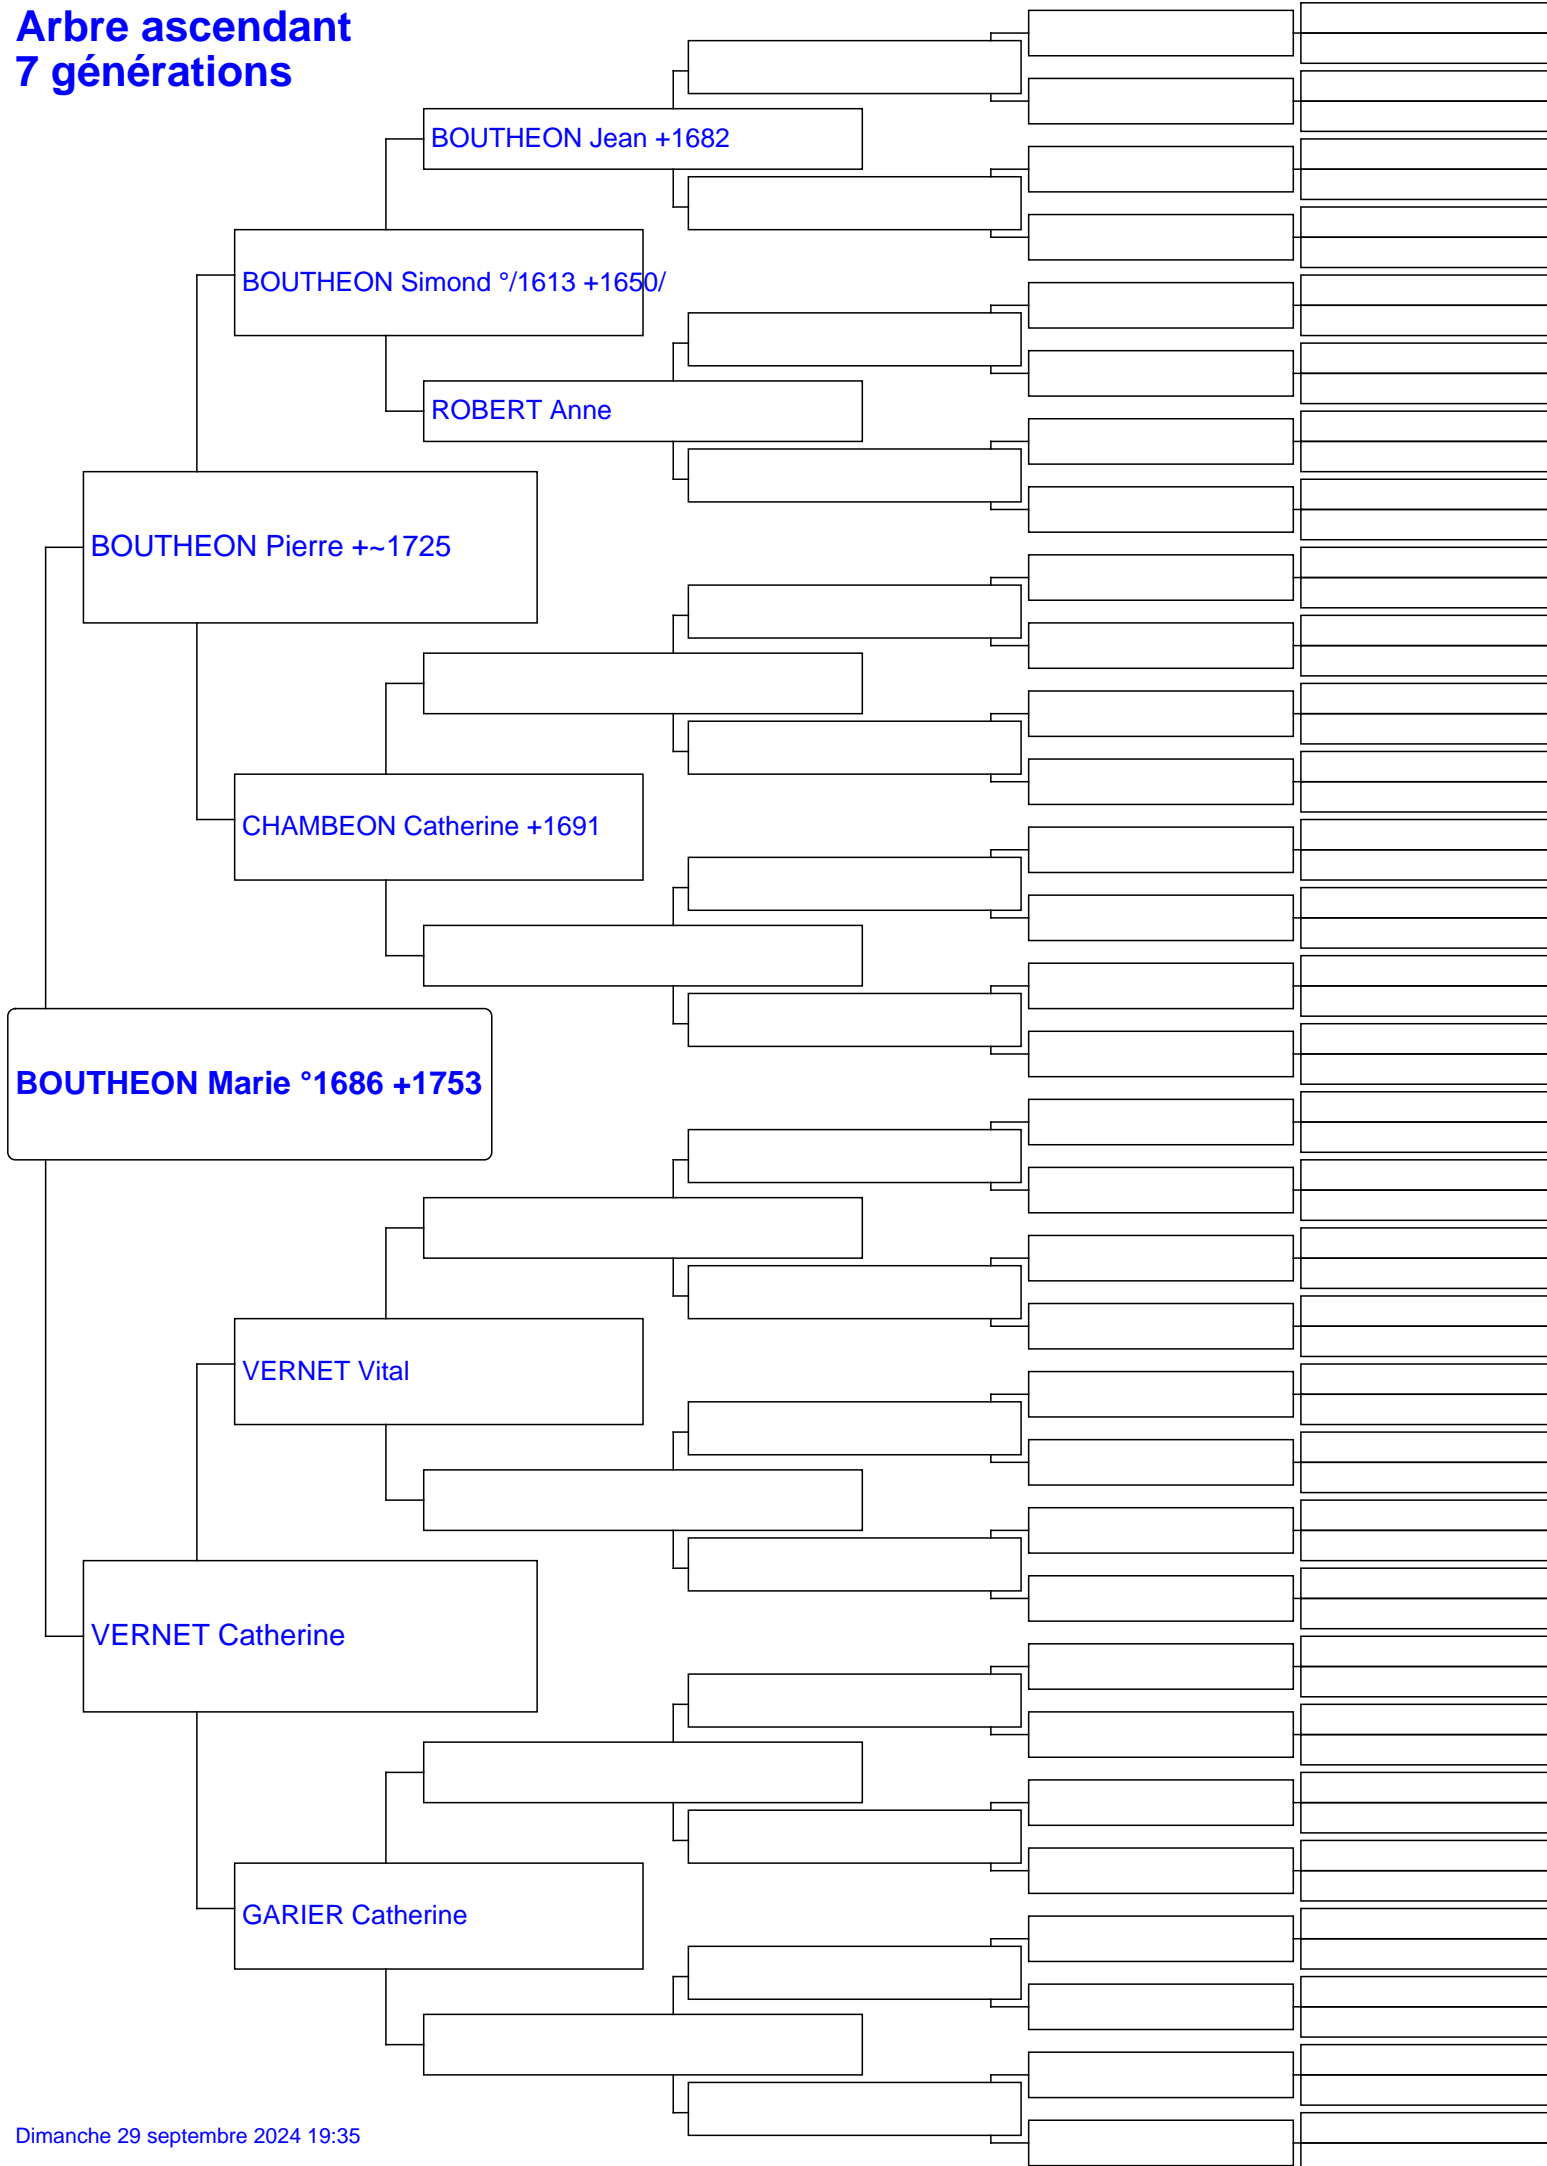 Arbre ascendant
7 générations
BOUTHEON Jean +1682
BOUTHEON Simond °/1613 +1650/
ROBERT Anne
BOUTHEON Pierre +~1725
CHAMBEON Catherine +1691
BOUTHEON Marie °1686 +1753
VERNET Vital
VERNET Catherine
GARIER Catherine
Dimanche 29 septembre 2024 19:35